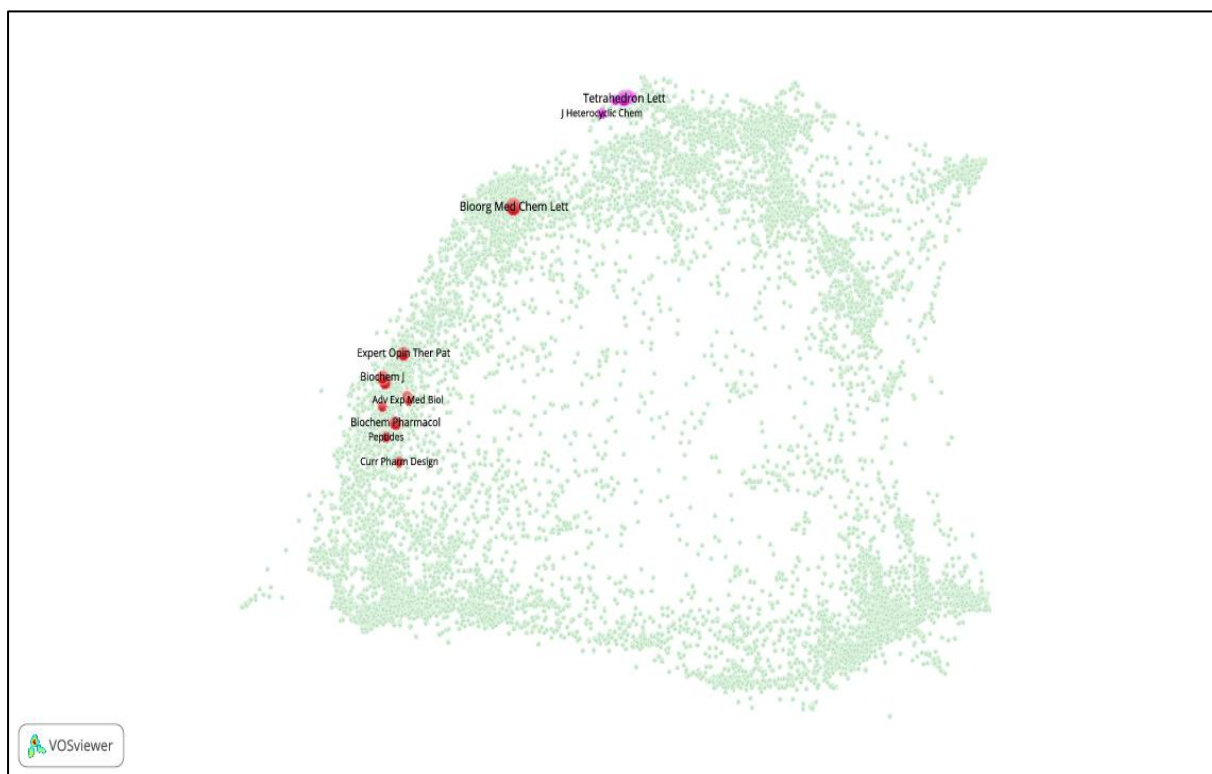 Tetrahedron Lett
J Heterocyclic Chem
Bioorg Med Chem Lett
Expert Opin Ther Pat
Biochem J
Adv Exp Med Biol
Biochem Pharmacol
Peptides
Curr Pharm Design
VOSviewer